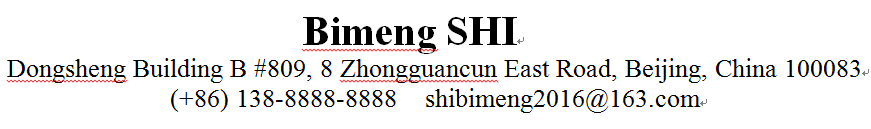 Bimeng SHI
Dongsheng Building B #809, 8 Zhongguancun East Road, Beijing, China 100083
(+86) 138-8888-8888 shibimeng2016@163.com